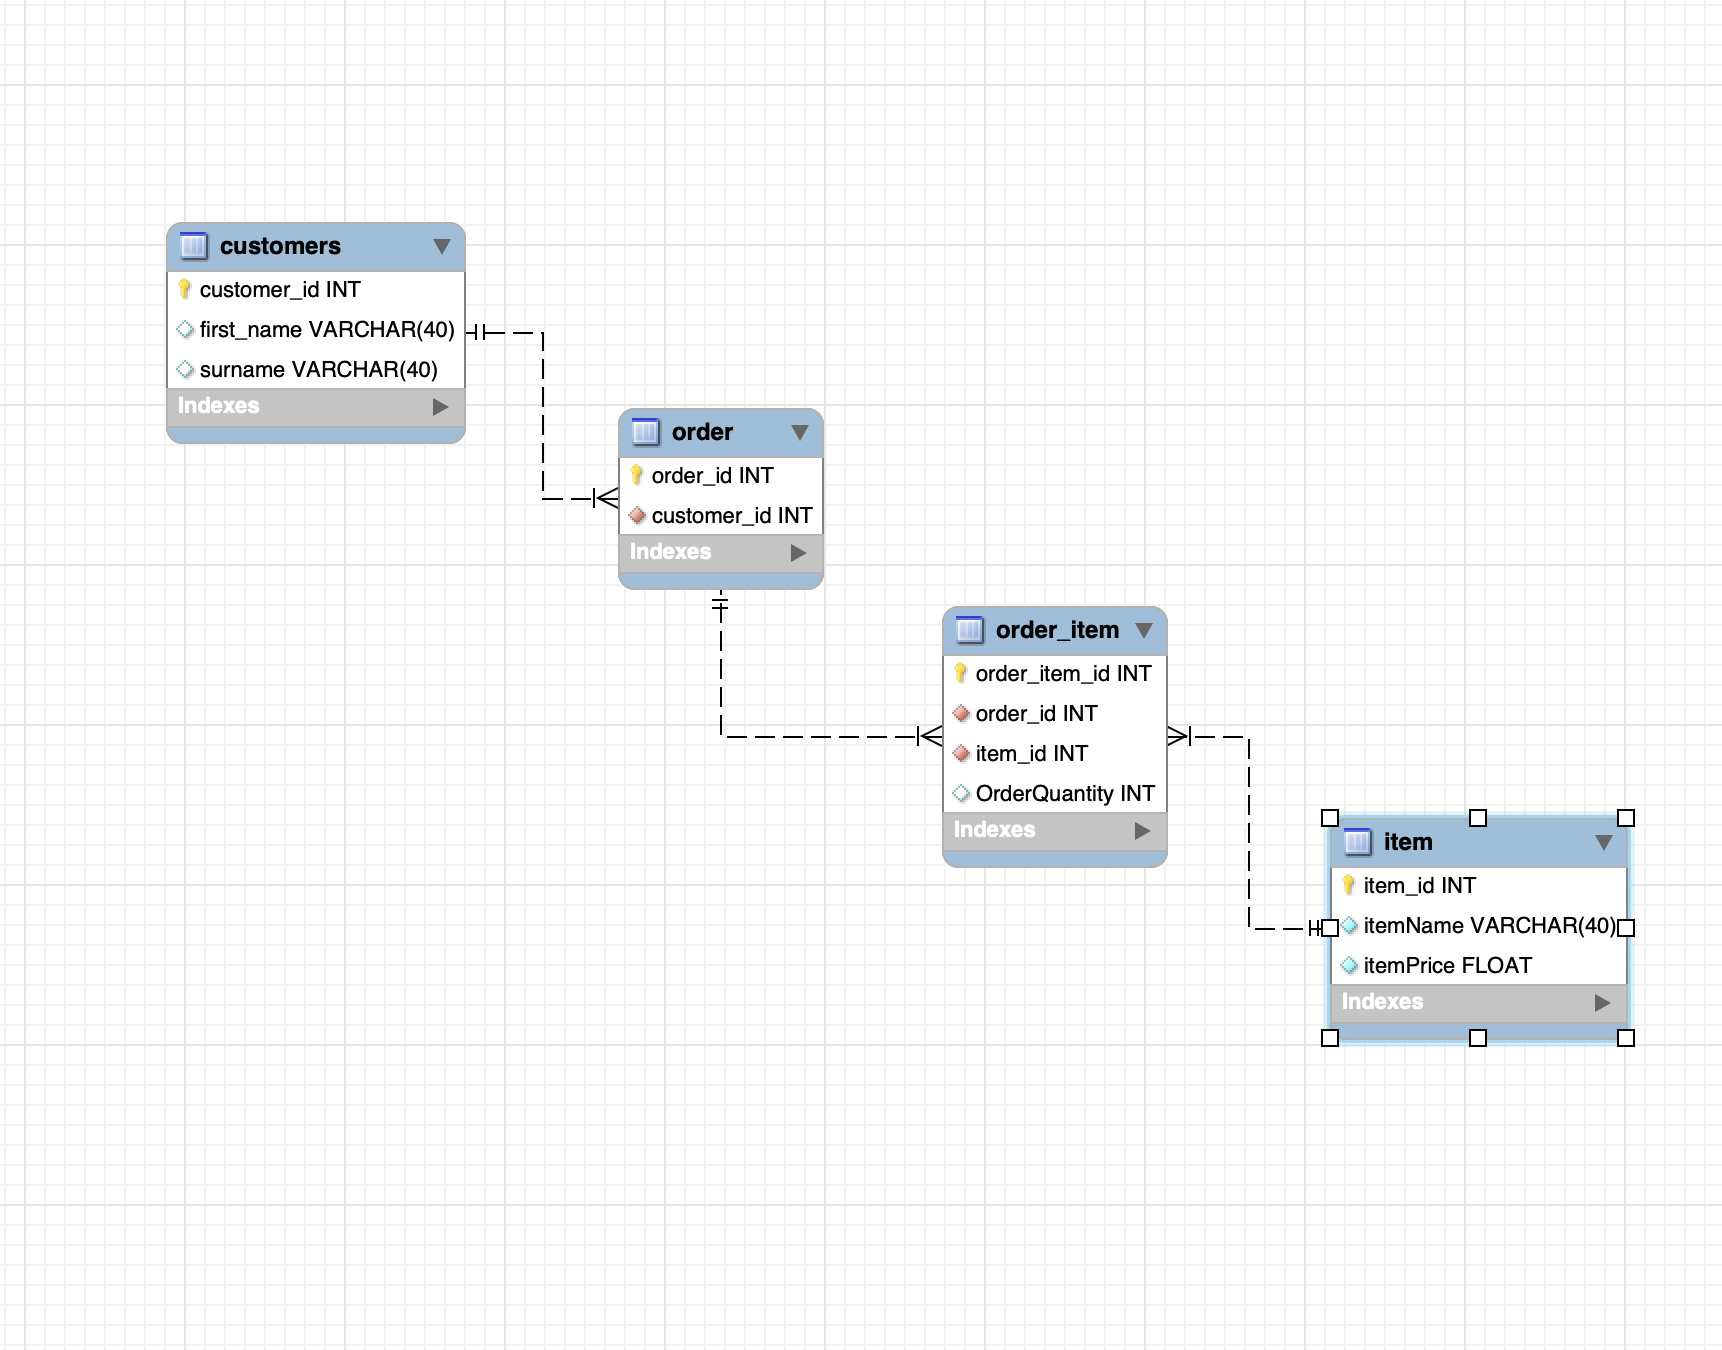 customers
customer_id INT
first_name VARCHAR(40)
surname VARCHAR(40)
Indexes
order
order_id INT
customer_id INT
Indexes
order_item
order_item_id INT
order_id INT
item_id INT
OrderQuantity INT
Indexes
item
item_id INT
itemName VARCHAR(40)
itemPrice FLOAT
Indexes